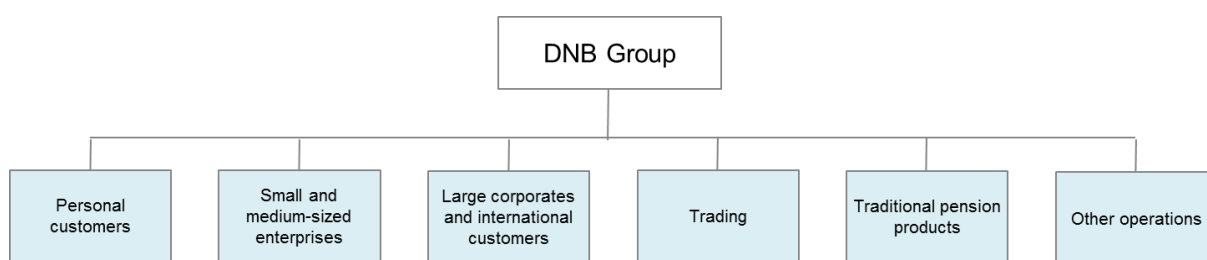 DNB Group
Personal
customers
Small and
medium-sized
enterprises
Large corporates
and international
customers
Trading
Traditional pension
products
Other operations